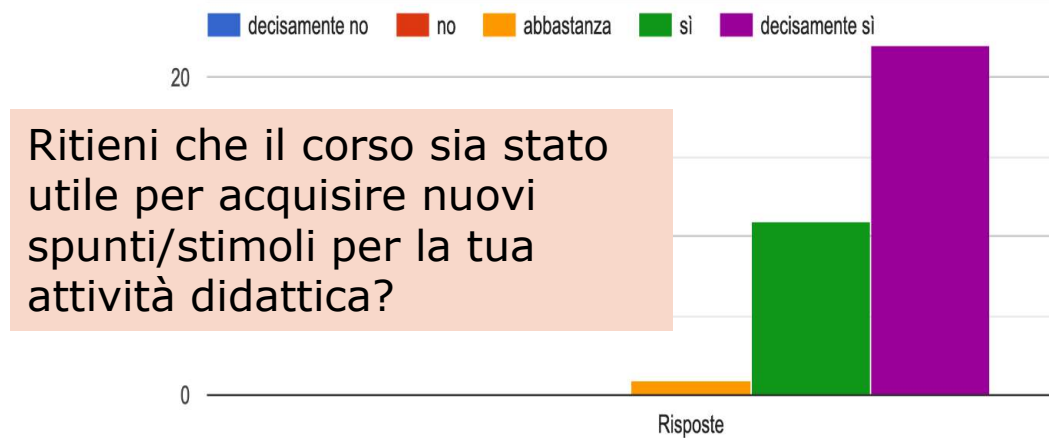 decisamente no no abbastanza sì decisamente sì
20
Ritieni che il corso sia stato
utile per acquisire nuovi
spunti/stimoli per la tua
attività didattica?
0
Risposte